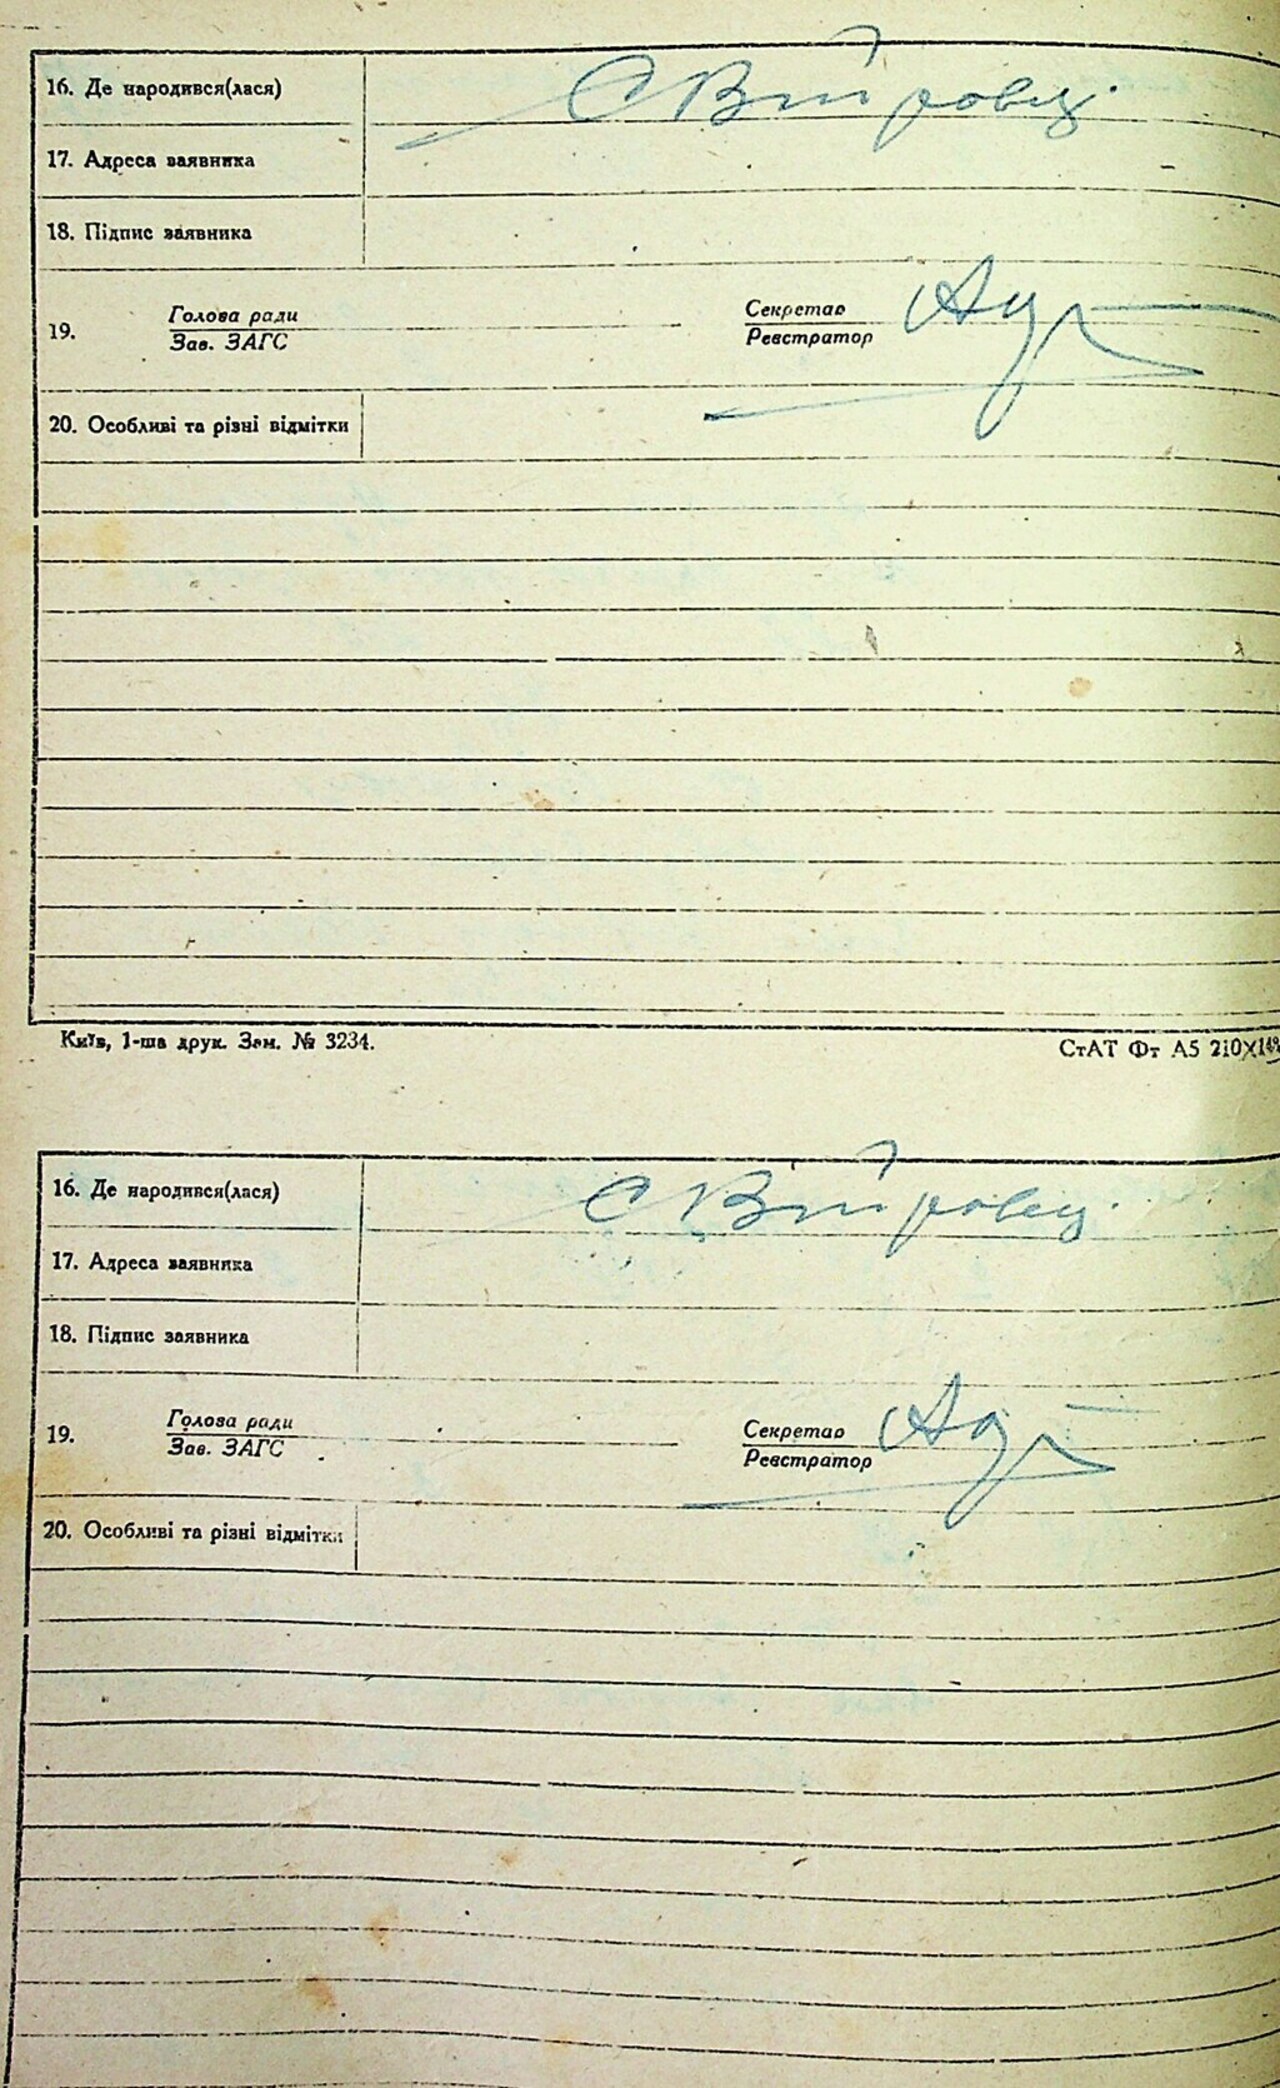 16. Де народився(лася) С Вітровці
17. Адреса заявника
18. Підпис заявника
19. Голова ради Секретар
Зав. ЗАГС Реєстратор
20. Особливі та різні відмітки
Київ, 1-ша друк. Зам. № 3234. СтАТ Фт А5 210×148
16. Де народився(лася) С Вітровці
17. Адреса заявника
18. Підпис заявника
19. Голова ради Секретар
Зав. ЗАГС Реєстратор
20. Особливі та різні відмітки